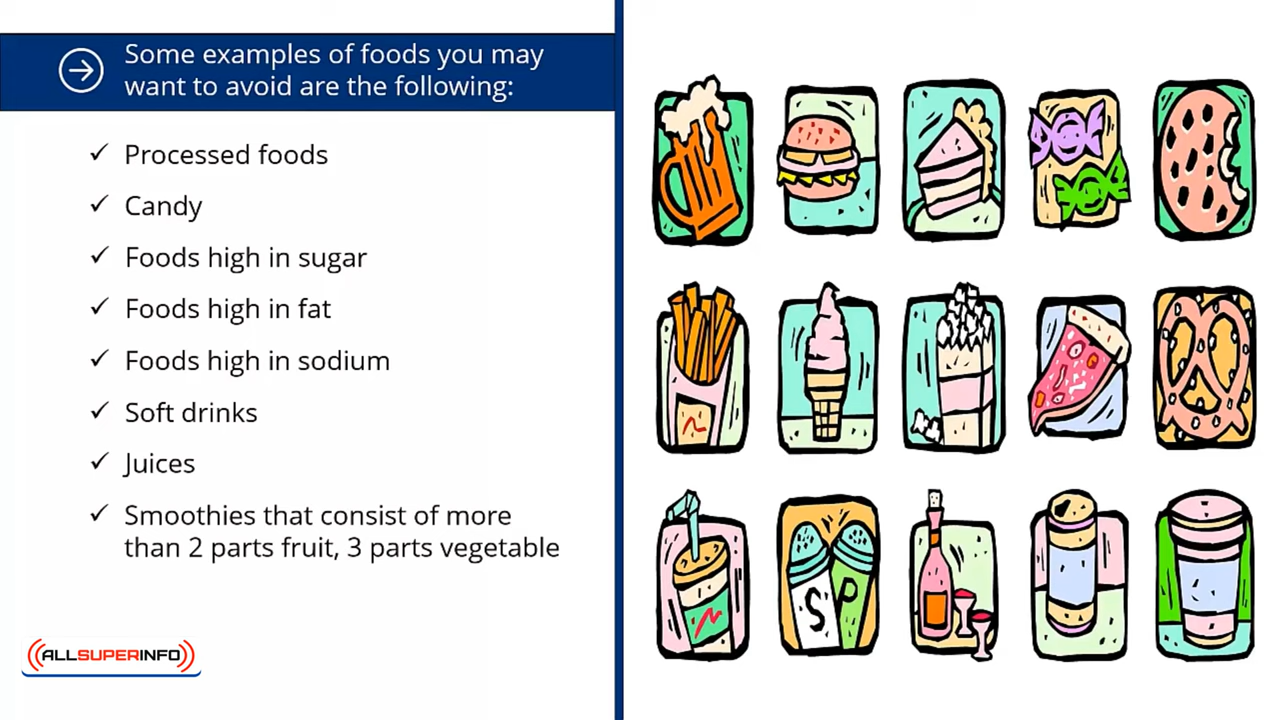 Some examples of foods you may
want to avoid are the following:
Processed foods
Candy
Foods high in sugar
Foods high in fat
Foods high in sodium
Soft drinks
Juices
Smoothies that consist of more
than 2 parts fruit, 3 parts vegetable
S P
ALLSUPERINFO